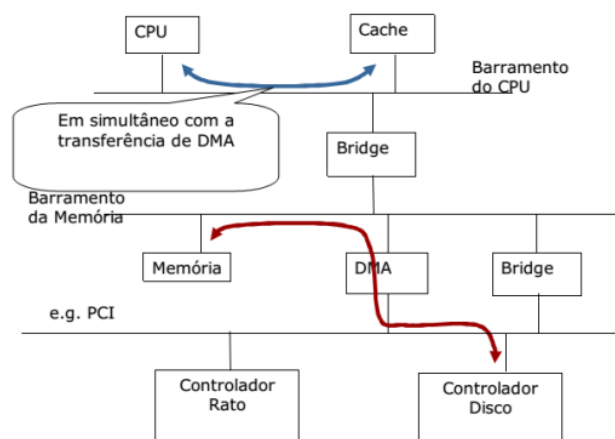 CPU
Cache
Barramento
do CPU
Em simultâneo com a
transferência de DMA
Bridge
Barramento
da Memória
Memória
DMA
Bridge
e.g. PCI
Controlador
Rato
Controlador
Disco